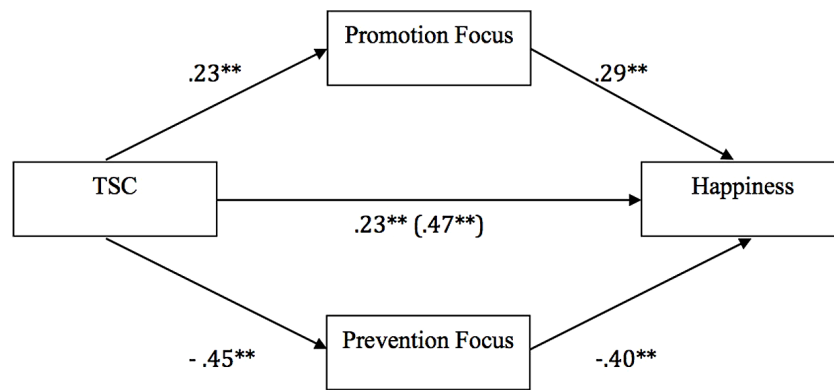 Promotion Focus
.23**
.29**
TSC
Happiness
.23** (.47**)
Prevention Focus
- .45**
-.40**